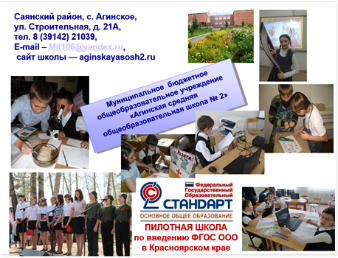 Саянский район, с. Агинское,
ул. Строительная, д. 21А,
тел. 8 (39142) 21039,
E-mail – Mif106@yandex.ru,
сайт школы — aginskayasosh2.ru
Муниципальное бюджетное
общеобразовательное учреждение
«Агинская средняя
общеобразовательная школа № 2»
Федеральный
Государственный
Образовательный
СТАНДАРТ
ОСНОВНОЕ ОБЩЕЕ ОБРАЗОВАНИЕ
ПИЛОТНАЯ ШКОЛА
по введению ФГОС ООО
в Красноярском крае